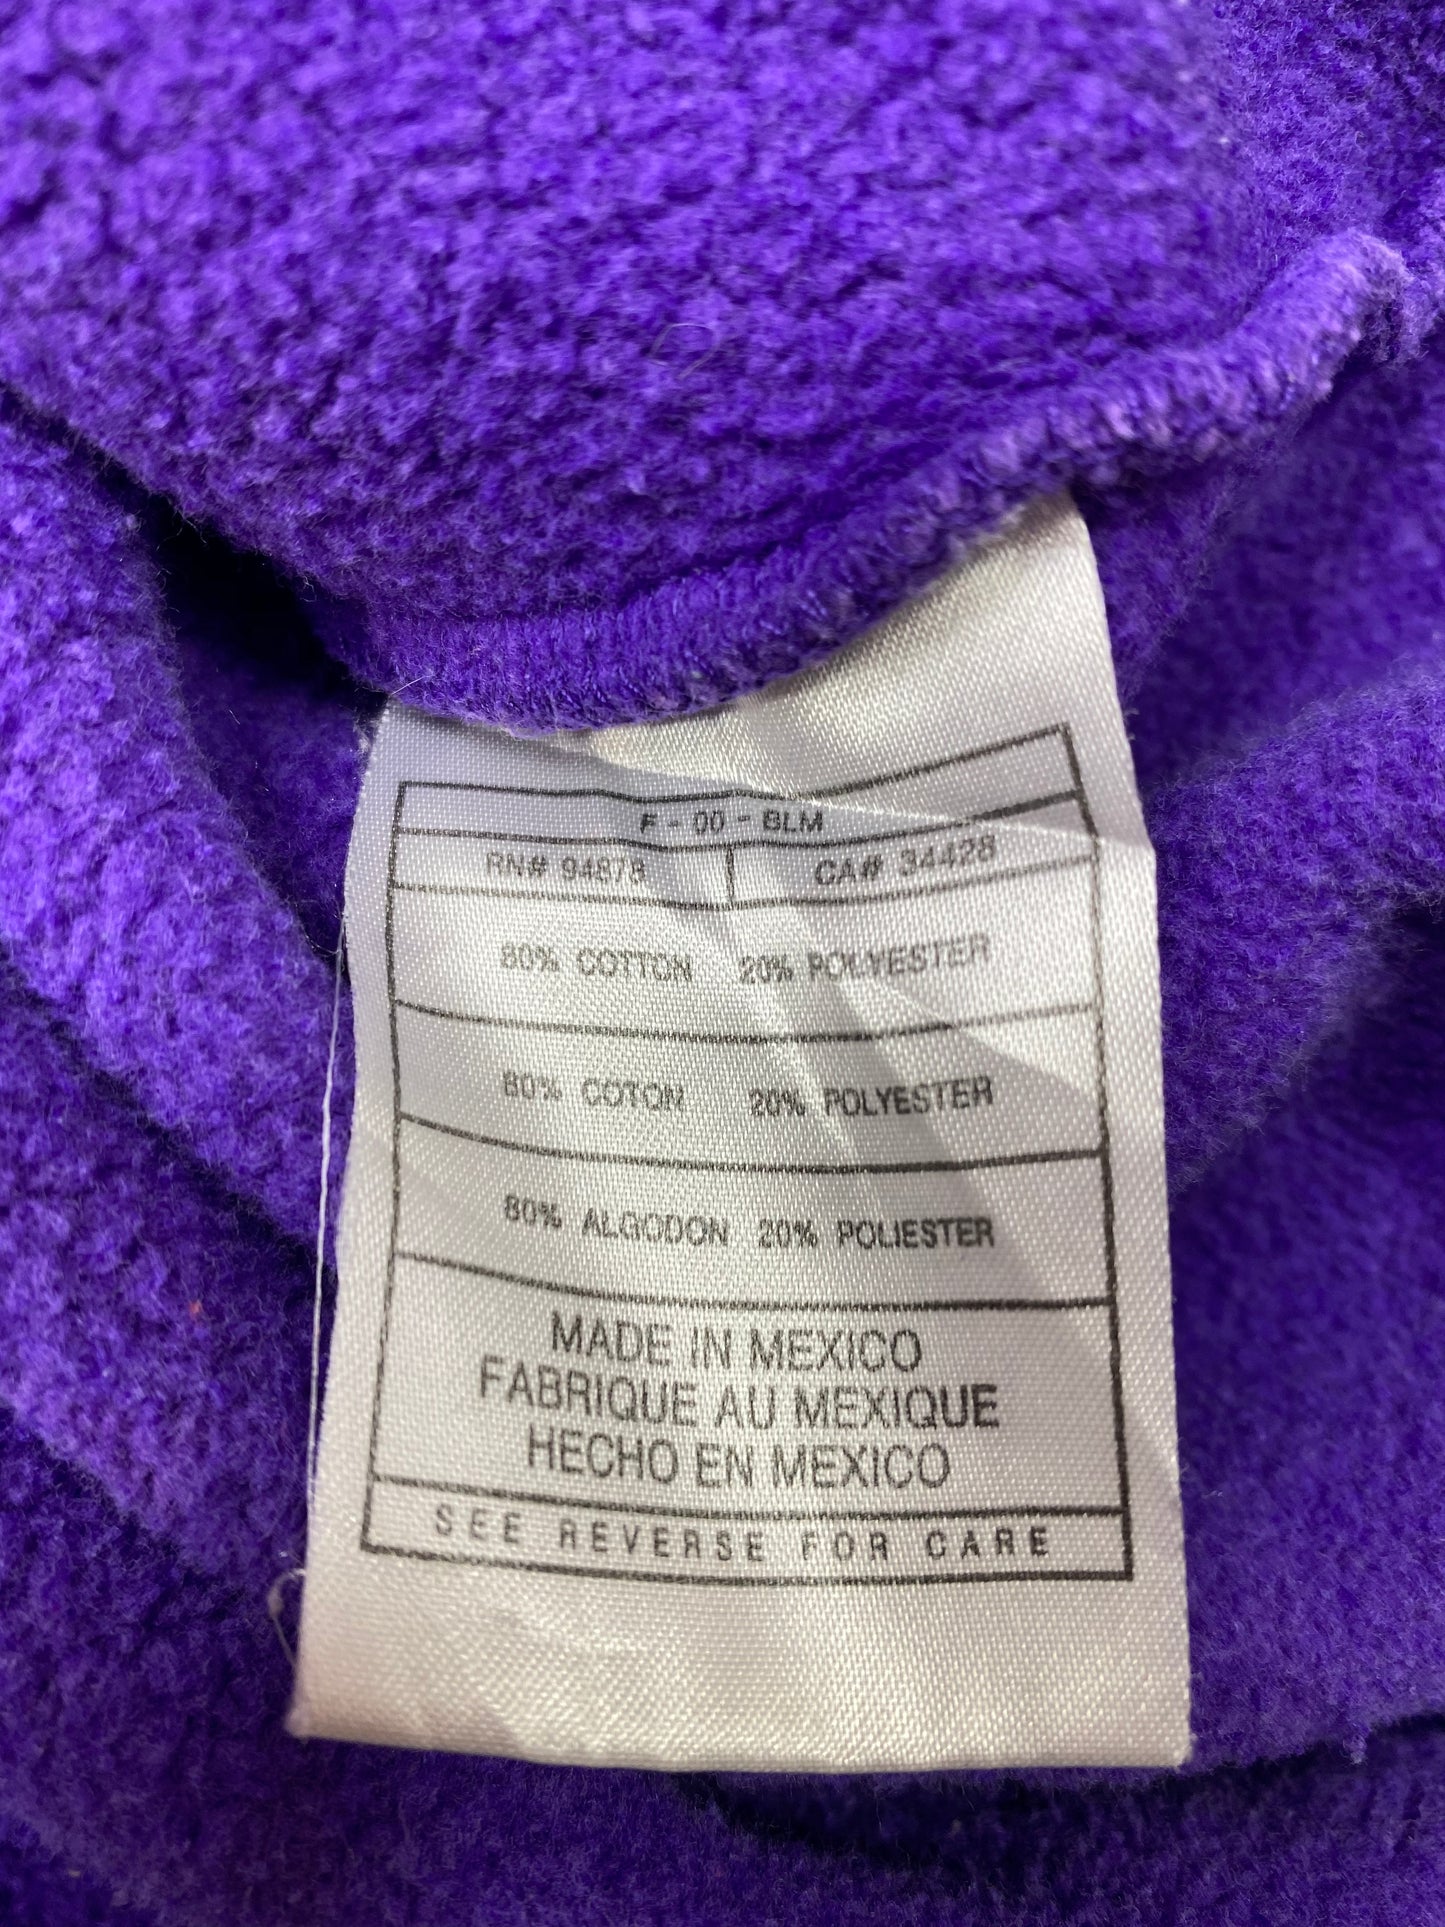 F - 00 - BLM
RN# 94878 CA# 34428
80% COTTON 20% POLYESTER
80% COTON 20% POLYESTER
80% ALGODON 20% POLIESTER
MADE IN MEXICO
FABRIQUE AU MEXIQUE
HECHO EN MEXICO
SEE REVERSE FOR CARE